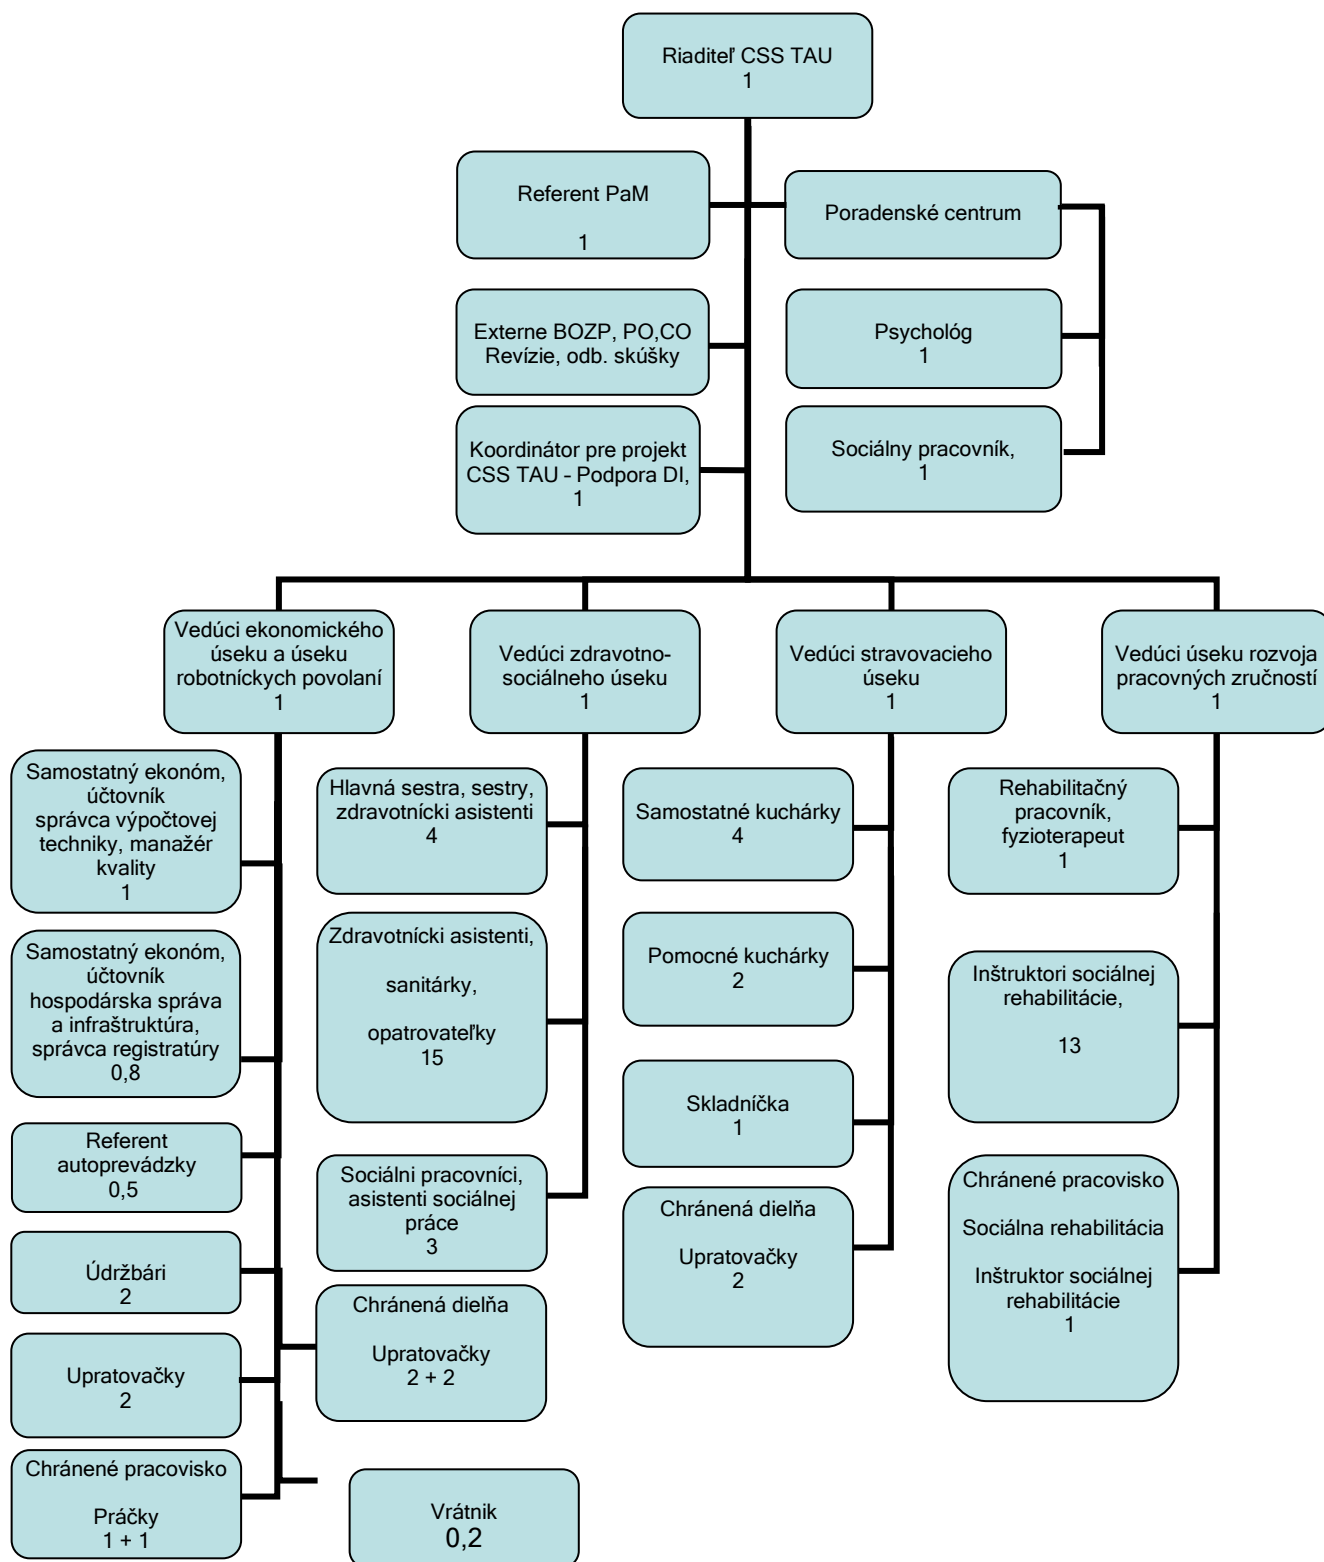 Riaditeľ CSS TAU
1
Referent PaM
1
Poradenské centrum
Externe BOZP, PO,CO
Revízie, odb. skúšky
Psychológ
1
Koordinátor pre projekt
CSS TAU - Podpora DI,
1
Sociálny pracovník,
1
Vedúci ekonomického
úseku a úseku
robotníckych povolaní
1
Vedúci zdravotno-
sociálneho úseku
1
Vedúci stravovacieho
úseku
1
Vedúci úseku rozvoja
pracovných zručností
1
Samostatný ekonóm,
účtovník
správca výpočtovej
techniky, manažér
kvality
1
Samostatný ekonóm,
účtovník
hospodárska správa
a infraštruktúra,
správca registratúry
0,8
Referent
autoprevádzky
0,5
Údržbári
2
Upratovačky
2
Chránené pracovisko
Práčky
1 + 1
Hlavná sestra, sestry,
zdravotnícki asistenti
4
Zdravotnícki asistenti,
sanitárky,
opatrovateľky
15
Sociálni pracovníci,
asistenti sociálnej
práce
3
Chránená dielňa
Upratovačky
2 + 2
Vrátnik
0,2
Samostatné kuchárky
4
Pomocné kuchárky
2
Skladníčka
1
Chránená dielňa
Upratovačky
2
Rehabilitačný
pracovník,
fyzioterapeut
1
Inštruktori sociálnej
rehabilitácie,
13
Chránené pracovisko
Sociálna rehabilitácia
Inštruktor sociálnej
rehabilitácie
1